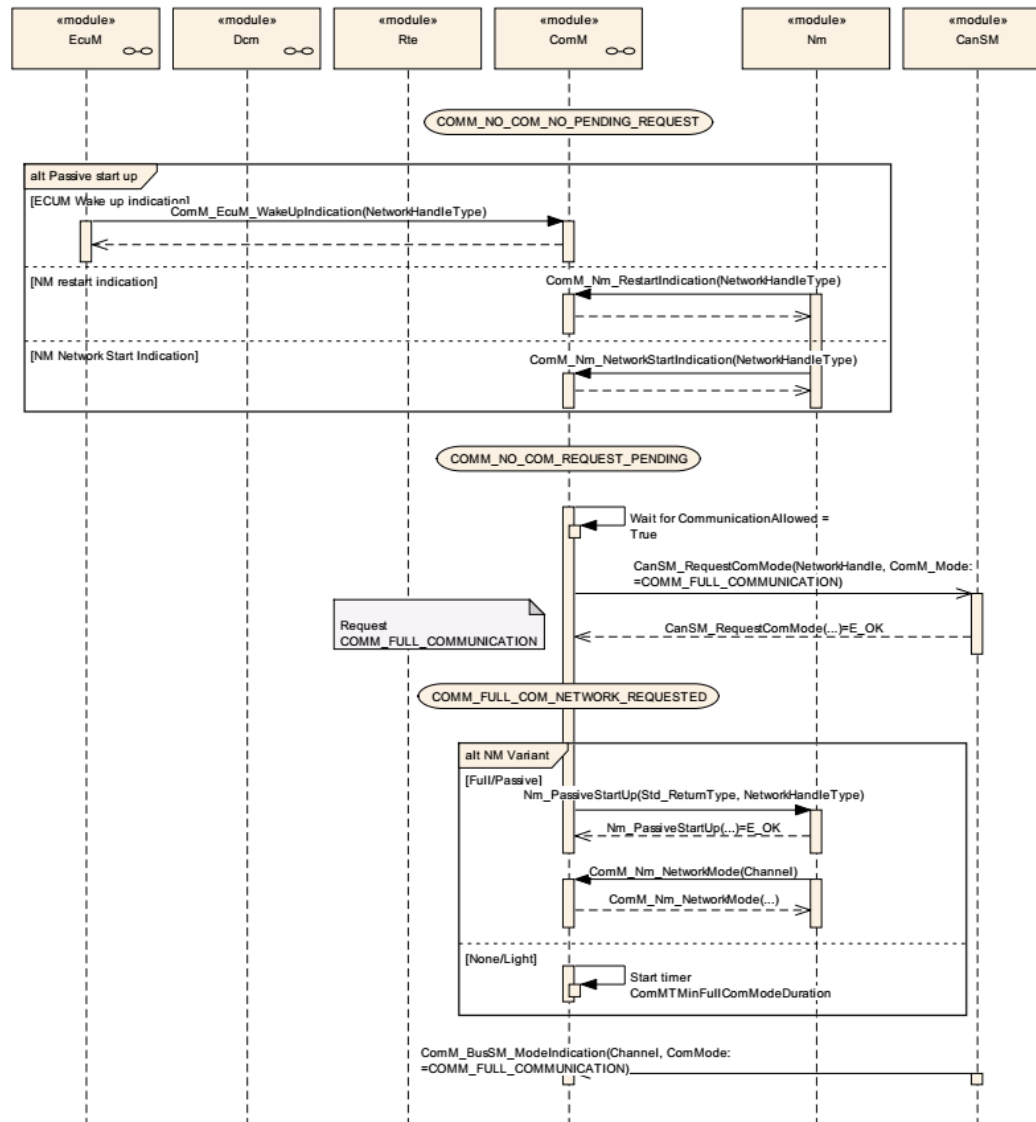 «module» «module» «module» «module» «module» «module»
EcuM Dcm Rte ComM Nm CanSM
COMM_NO_COM_NO_PENDING_REQUEST
alt Passive start up
[ECUM Wake up indication]
ComM_EcuM_WakeUpIndication(NetworkHandleType)
[NM restart indication]
ComM_Nm_RestartIndication(NetworkHandleType)
[NM Network Start Indication]
ComM_Nm_NetworkStartIndication(NetworkHandleType)
COMM_NO_COM_REQUEST_PENDING
Wait for CommunicationAllowed =
True
CanSM_RequestComMode(NetworkHandle, ComM_Mode:
=COMM_FULL_COMMUNICATION)
Request
COMM_FULL_COMMUNICATION
CanSM_RequestComMode(...)=E_OK
COMM_FULL_COM_NETWORK_REQUESTED
alt NM Variant
[Full/Passive]
Nm_PassiveStartUp(Std_ReturnType, NetworkHandleType)
Nm_PassiveStartUp(...)=E_OK
ComM_Nm_NetworkMode(Channel)
ComM_Nm_NetworkMode(...)
[None/Light]
Start timer
ComMTMinFullComModeDuration
ComM_BusSM_ModeIndication(Channel, ComMode:
=COMM_FULL_COMMUNICATION)